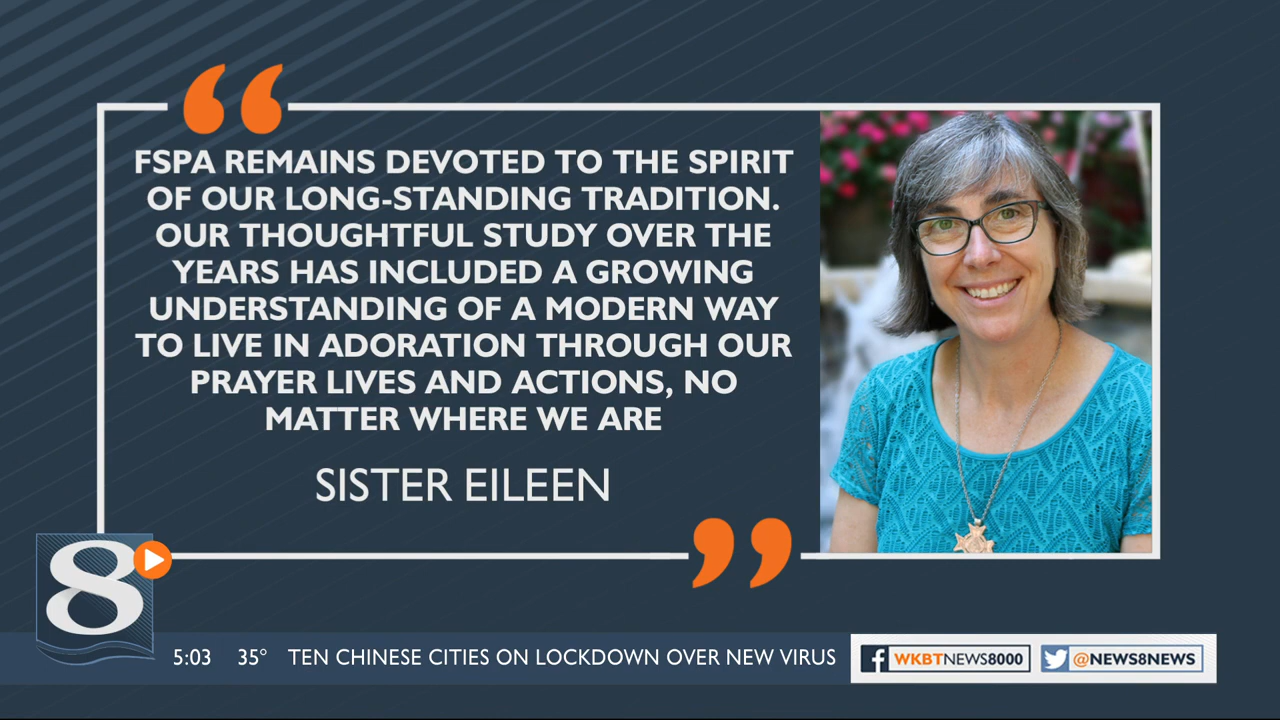 “
FSPA REMAINS DEVOTED TO THE SPIRIT
OF OUR LONG-STANDING TRADITION.
OUR THOUGHTFUL STUDY OVER THE
YEARS HAS INCLUDED A GROWING
UNDERSTANDING OF A MODERN WAY
TO LIVE IN ADORATION THROUGH OUR
PRAYER LIVES AND ACTIONS, NO
MATTER WHERE WE ARE
SISTER EILEEN
”
8
5:03 35° TEN CHINESE CITIES ON LOCKDOWN OVER NEW VIRUS
f WKBTNEWS8000 @NEWS8NEWS